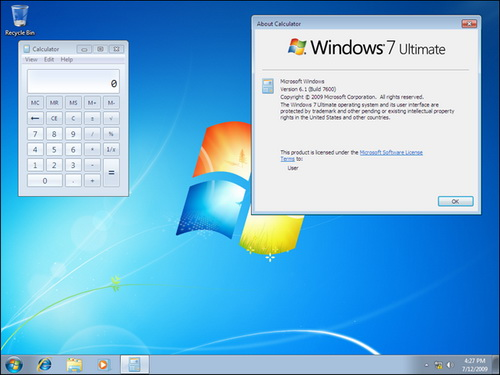 Recycle Bin
Calculator
View Edit Help
0
MC MR MS M+ M-
← CE C ± √
7 8 9 / %
4 5 6 * 1/x
1 2 3 - =
0 . +
About Calculator
Windows 7 Ultimate
Microsoft Windows
Version 6.1 (Build 7600)
Copyright © 2009 Microsoft Corporation. All rights reserved.
The Windows 7 Ultimate operating system and its user interface are
protected by trademark and other pending or existing intellectual property
rights in the United States and other countries.
This product is licensed under the Microsoft Software License
Terms to:
User
OK
4:27 PM
7/12/2009